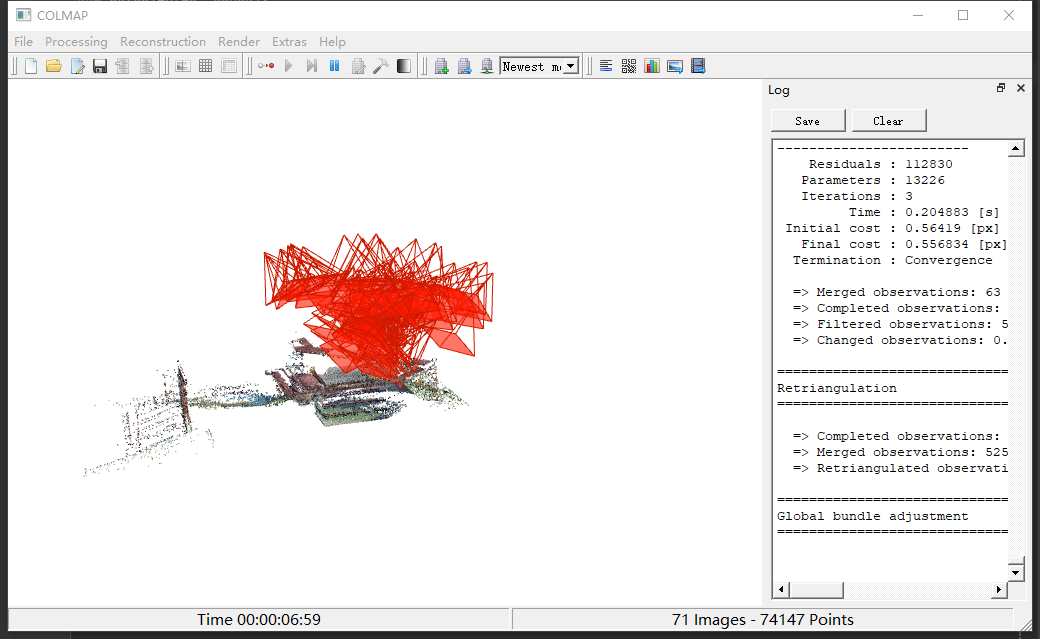 COLMAP
File Processing Reconstruction Render Extras Help
Newest m
Log
Save Clear
------------------------
Residuals : 112830
Parameters : 13226
Iterations : 3
Time : 0.204883 [s]
Initial cost : 0.56419 [px]
Final cost : 0.556834 [px]
Termination : Convergence
=> Merged observations: 63
=> Completed observations:
=> Filtered observations: 5
=> Changed observations: 0.
=============================
Retriangulation
=============================
=> Completed observations:
=> Merged observations: 525
=> Retriangulated observati
=============================
Global bundle adjustment
=============================
Time 00:00:06:59
71 Images - 74147 Points